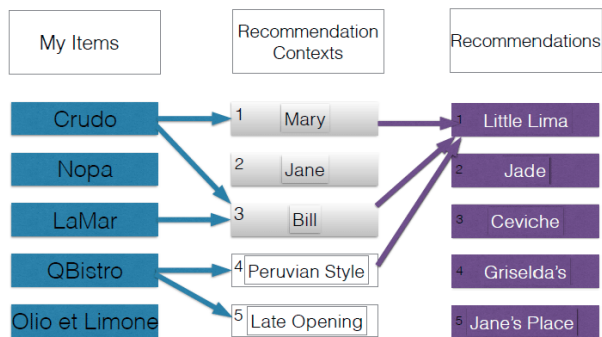 My Items
Recommendation
Contexts
Recommendations
Crudo
1 Mary
1 Little Lima
Nopa
2 Jane
2 Jade
LaMar
3 Bill
3 Ceviche
QBistro
4 Peruvian Style
4 Griselda's
Olio et Limone
5 Late Opening
5 Jane's Place